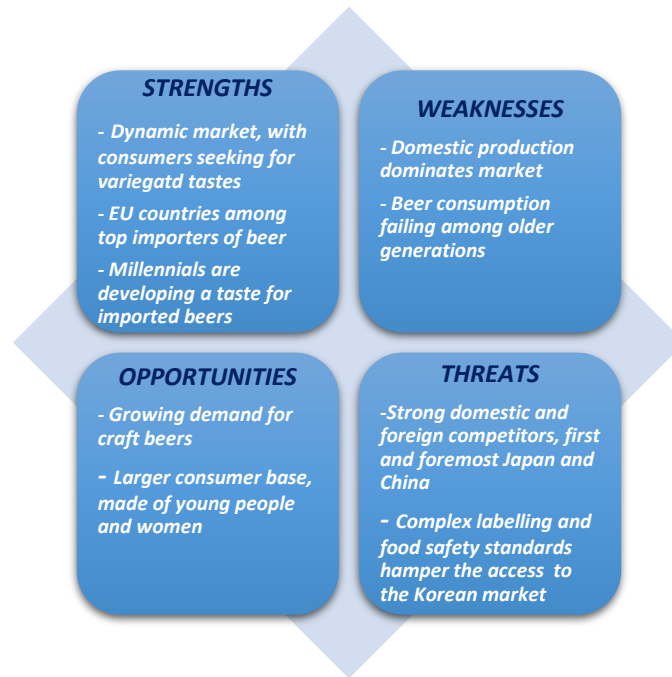 STRENGTHS
- Dynamic market, with
consumers seeking for
variegatd tastes
- EU countries among
top importers of beer
- Millennials are
developing a taste for
imported beers
WEAKNESSES
- Domestic production
dominates market
- Beer consumption
failing among older
generations
OPPORTUNITIES
- Growing demand for
craft beers
- Larger consumer base,
made of young people
and women
THREATS
-Strong domestic and
foreign competitors, first
and foremost Japan and
China
- Complex labelling and
food safety standards
hamper the access to
the Korean market